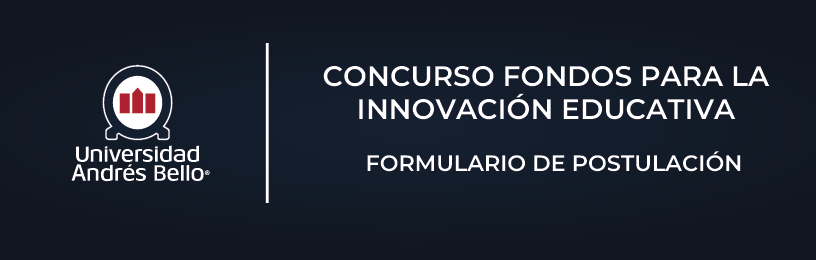 Universidad
Andrés Bello®
CONCURSO FONDOS PARA LA
INNOVACIÓN EDUCATIVA
FORMULARIO DE POSTULACIÓN